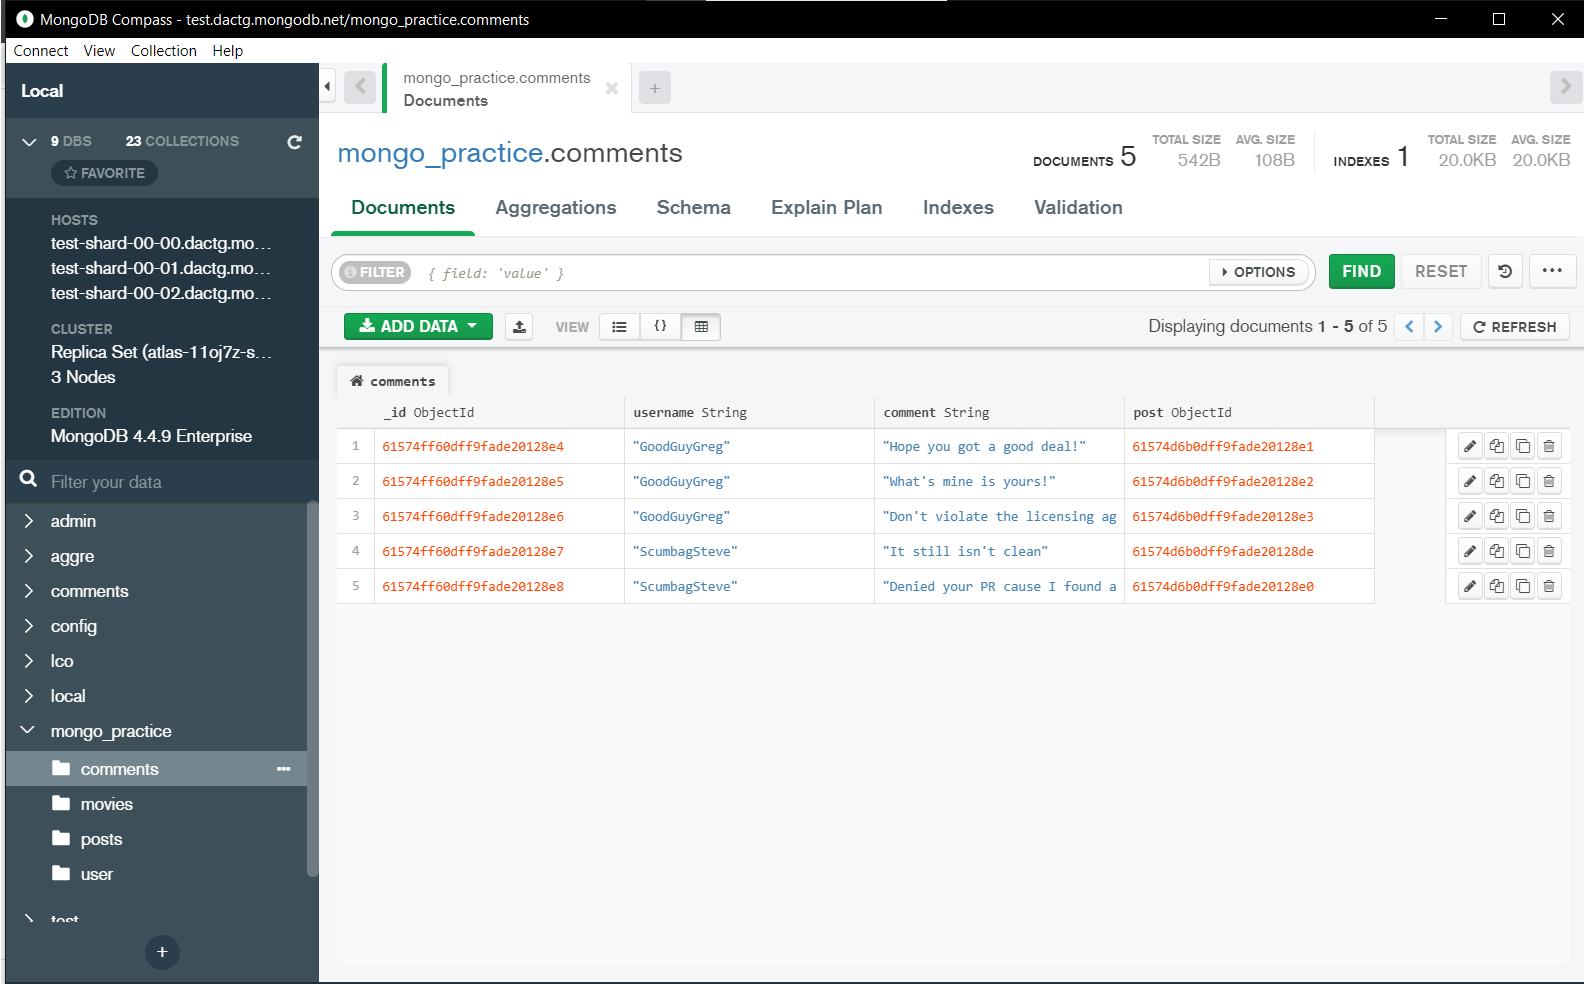 MongoDB Compass - test.dactg.mongodb.net/mongo_practice.comments
Connect View Collection Help
Local
9 DBS 23 COLLECTIONS
FAVORITE
HOSTS
test-shard-00-00.dactg.mo...
test-shard-00-01.dactg.mo...
test-shard-00-02.dactg.mo...
CLUSTER
Replica Set (atlas-11oj7z-s...
3 Nodes
EDITION
MongoDB 4.4.9 Enterprise
Filter your data
admin
aggre
comments
config
lco
local
mongo_practice
comments
movies
posts
user
test
+
mongo_practice.comments
Documents
+
mongo_practice.comments
DOCUMENTS 5
TOTAL SIZE AVG. SIZE
542B 108B
INDEXES 1
TOTAL SIZE AVG. SIZE
20.0KB 20.0KB
Documents Aggregations Schema Explain Plan Indexes Validation
FILTER { field: 'value' } OPTIONS FIND RESET ...
ADD DATA VIEW {} Displaying documents 1 - 5 of 5 < > REFRESH
comments
_id ObjectId username String comment String post ObjectId
1 61574ff60dff9fade20128e4 "GoodGuyGreg" "Hope you got a good deal!" 61574d6b0dff9fade20128e1
2 61574ff60dff9fade20128e5 "GoodGuyGreg" "What's mine is yours!" 61574d6b0dff9fade20128e2
3 61574ff60dff9fade20128e6 "GoodGuyGreg" "Don't violate the licensing ag 61574d6b0dff9fade20128e3
4 61574ff60dff9fade20128e7 "ScumbagSteve" "It still isn't clean" 61574d6b0dff9fade20128de
5 61574ff60dff9fade20128e8 "ScumbagSteve" "Denied your PR cause I found a 61574d6b0dff9fade20128e0